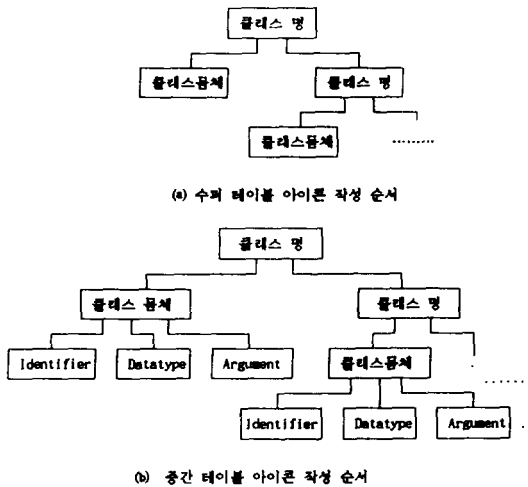 클래스 명
클래스몸체 클래스 명
클래스몸체 ........
(a) 수퍼 테이블 아이콘 작성 순서
클래스 명
클래스 몸체 클래스 명
Identifier Datatype Argument 클래스몸체
Identifier Datatype Argument
(b) 중간 테이블 아이콘 작성 순서